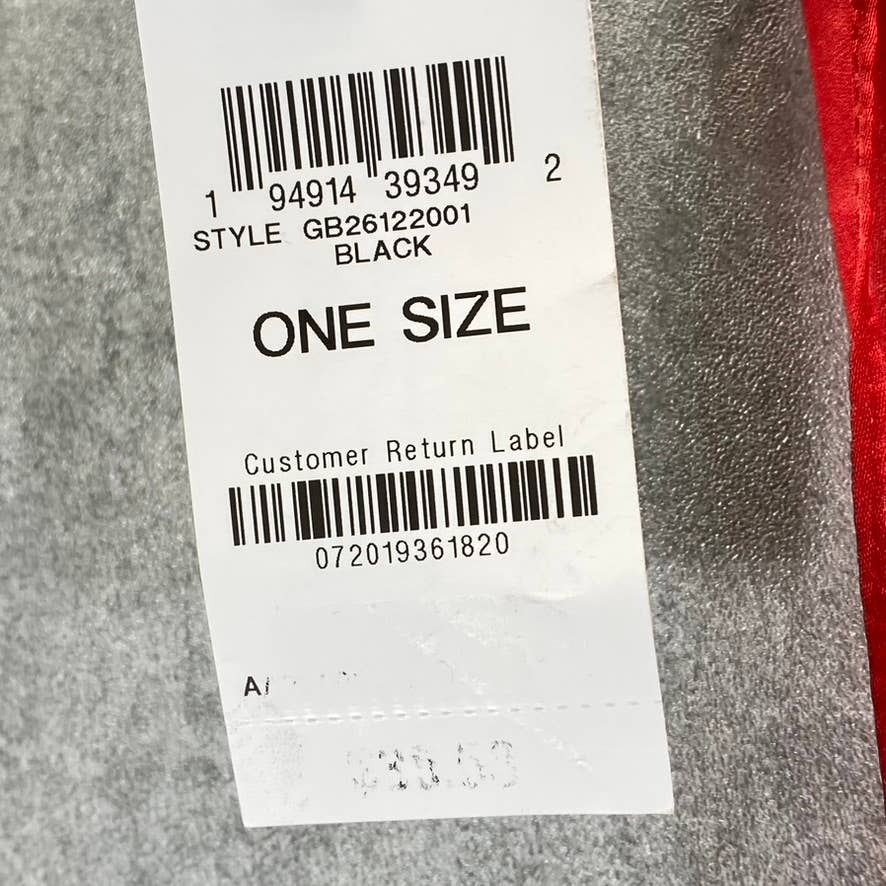 1 94914 39349 2
STYLE GB26122001
BLACK
ONE SIZE
Customer Return Label
072019361820